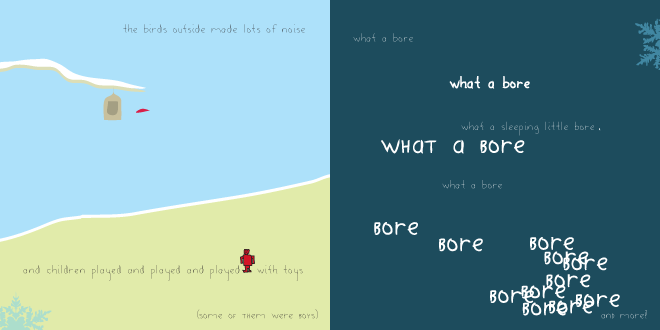 the birds outside made lots of noise
and children played and played and played with toys
(some of them were boys)
what a bore
what a bore
what a sleeping little bore.
WHAT a BORE
what a bore
BORE
BORE
BORE
BORE
BORE
BORE
BORE
BORE
BORE
BORE
BORE
and more!